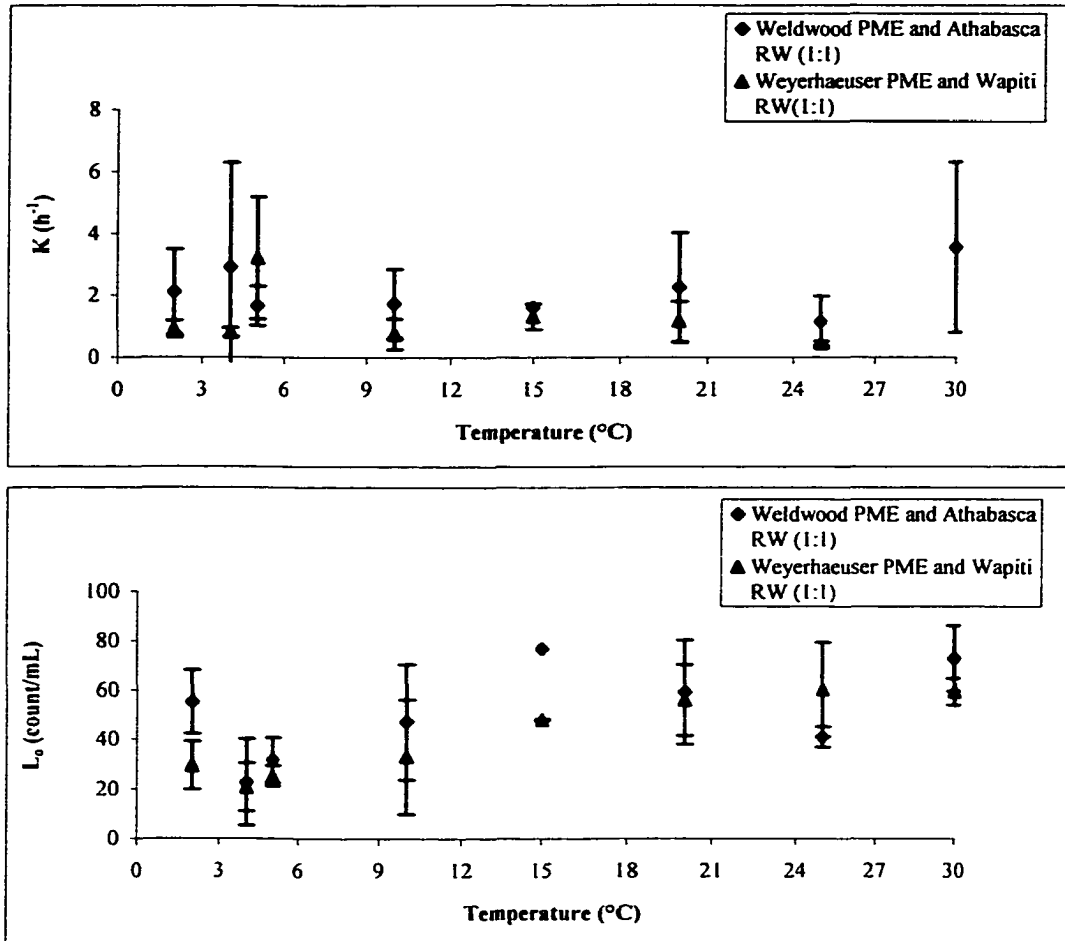 Weldwood PME and Athabasca
RW (1:1)
Weyerhaeuser PME and Wapiti
RW(1:1)
8
6
4
2
0
K (h⁻¹)
0 3 6 9 12 15 18 21 24 27 30
Temperature (°C)
Weldwood PME and Athabasca
RW (1:1)
Weyerhaeuser PME and Wapiti
RW (1:1)
100
80
60
40
20
0
L₀ (count/mL)
0 3 6 9 12 15 18 21 24 27 30
Temperature (°C)